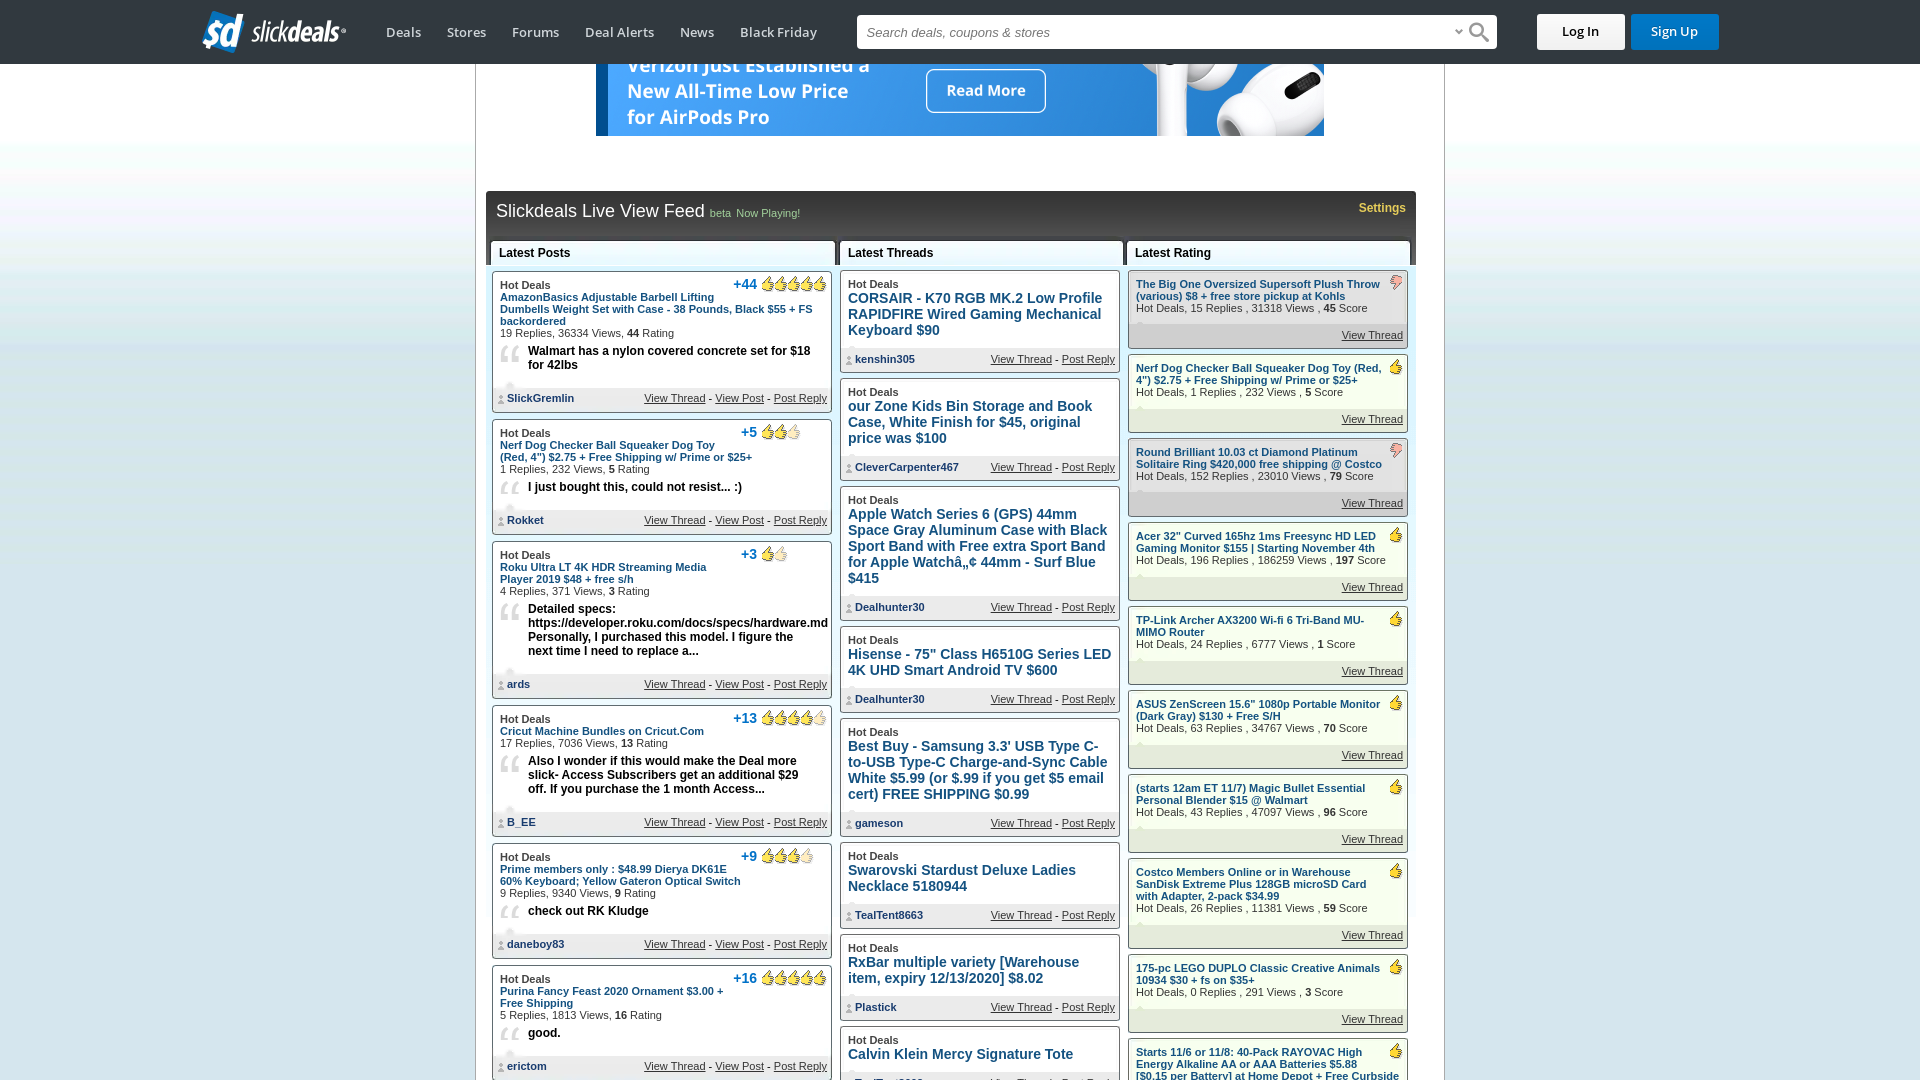 slickdeals
Deals
Stores
Forums
Deal Alerts
News
Black Friday
Search deals, coupons & stores
Log In
Sign Up
Verizon Just Established a
New All-Time Low Price
for AirPods Pro
Read More
Slickdeals Live View Feed beta Now Playing!
Settings
Latest Posts
Hot Deals
+44
AmazonBasics Adjustable Barbell Lifting
Dumbells Weight Set with Case - 38 Pounds, Black $55 + FS
backordered
19 Replies, 36334 Views, 44 Rating
Walmart has a nylon covered concrete set for $18
for 42lbs
SlickGremlin
View Thread - View Post - Post Reply
Hot Deals
+5
Nerf Dog Checker Ball Squeaker Dog Toy
(Red, 4") $2.75 + Free Shipping w/ Prime or $25+
1 Replies, 232 Views, 5 Rating
I just bought this, could not resist... :)
Rokket
View Thread - View Post - Post Reply
Hot Deals
+3
Roku Ultra LT 4K HDR Streaming Media
Player 2019 $48 + free s/h
4 Replies, 371 Views, 3 Rating
Detailed specs:
https://developer.roku.com/docs/specs/hardware.md
Personally, I purchased this model. I figure the
next time I need to replace a...
ards
View Thread - View Post - Post Reply
Hot Deals
+13
Cricut Machine Bundles on Cricut.Com
17 Replies, 7036 Views, 13 Rating
Also I wonder if this would make the Deal more
slick- Access Subscribers get an additional $29
off. If you purchase the 1 month Access...
B_EE
View Thread - View Post - Post Reply
Hot Deals
+9
Prime members only : $48.99 Dierya DK61E
60% Keyboard; Yellow Gateron Optical Switch
9 Replies, 9340 Views, 9 Rating
check out RK Kludge
daneboy83
View Thread - View Post - Post Reply
Hot Deals
+16
Purina Fancy Feast 2020 Ornament $3.00 +
Free Shipping
5 Replies, 1813 Views, 16 Rating
good.
erictom
View Thread - View Post - Post Reply
Latest Threads
Hot Deals
CORSAIR - K70 RGB MK.2 Low Profile
RAPIDFIRE Wired Gaming Mechanical
Keyboard $90
kenshin305
View Thread - Post Reply
Hot Deals
our Zone Kids Bin Storage and Book
Case, White Finish for $45, original
price was $100
CleverCarpenter467
View Thread - Post Reply
Hot Deals
Apple Watch Series 6 (GPS) 44mm
Space Gray Aluminum Case with Black
Sport Band with Free extra Sport Band
for Apple Watchâ„¢ 44mm - Surf Blue
$415
Dealhunter30
View Thread - Post Reply
Hot Deals
Hisense - 75" Class H6510G Series LED
4K UHD Smart Android TV $600
Dealhunter30
View Thread - Post Reply
Hot Deals
Best Buy - Samsung 3.3' USB Type C-
to-USB Type-C Charge-and-Sync Cable
White $5.99 (or $.99 if you get $5 email
cert) FREE SHIPPING $0.99
gameson
View Thread - Post Reply
Hot Deals
Swarovski Stardust Deluxe Ladies
Necklace 5180944
TealTent8663
View Thread - Post Reply
Hot Deals
RxBar multiple variety [Warehouse
item, expiry 12/13/2020] $8.02
Plastick
View Thread - Post Reply
Hot Deals
Calvin Klein Mercy Signature Tote
Latest Rating
The Big One Oversized Supersoft Plush Throw
(various) $8 + free store pickup at Kohls
Hot Deals, 15 Replies , 31318 Views , 45 Score
View Thread
Nerf Dog Checker Ball Squeaker Dog Toy (Red,
4") $2.75 + Free Shipping w/ Prime or $25+
Hot Deals, 1 Replies , 232 Views , 5 Score
View Thread
Round Brilliant 10.03 ct Diamond Platinum
Solitaire Ring $420,000 free shipping @ Costco
Hot Deals, 152 Replies , 23010 Views , 79 Score
View Thread
Acer 32" Curved 165hz 1ms Freesync HD LED
Gaming Monitor $155 | Starting November 4th
Hot Deals, 196 Replies , 186259 Views , 197 Score
View Thread
TP-Link Archer AX3200 Wi-fi 6 Tri-Band MU-
MIMO Router
Hot Deals, 24 Replies , 6777 Views , 1 Score
View Thread
ASUS ZenScreen 15.6" 1080p Portable Monitor
(Dark Gray) $130 + Free S/H
Hot Deals, 63 Replies , 34767 Views , 70 Score
View Thread
(starts 12am ET 11/7) Magic Bullet Essential
Personal Blender $15 @ Walmart
Hot Deals, 43 Replies , 47097 Views , 96 Score
View Thread
Costco Members Online or in Warehouse
SanDisk Extreme Plus 128GB microSD Card
with Adapter, 2-pack $34.99
Hot Deals, 26 Replies , 11381 Views , 59 Score
View Thread
175-pc LEGO DUPLO Classic Creative Animals
10934 $30 + fs on $35+
Hot Deals, 0 Replies , 291 Views , 3 Score
View Thread
Starts 11/6 or 11/8: 40-Pack RAYOVAC High
Energy Alkaline AA or AAA Batteries $5.88
[$0.15 per Battery] at Home Depot + Free Curbside